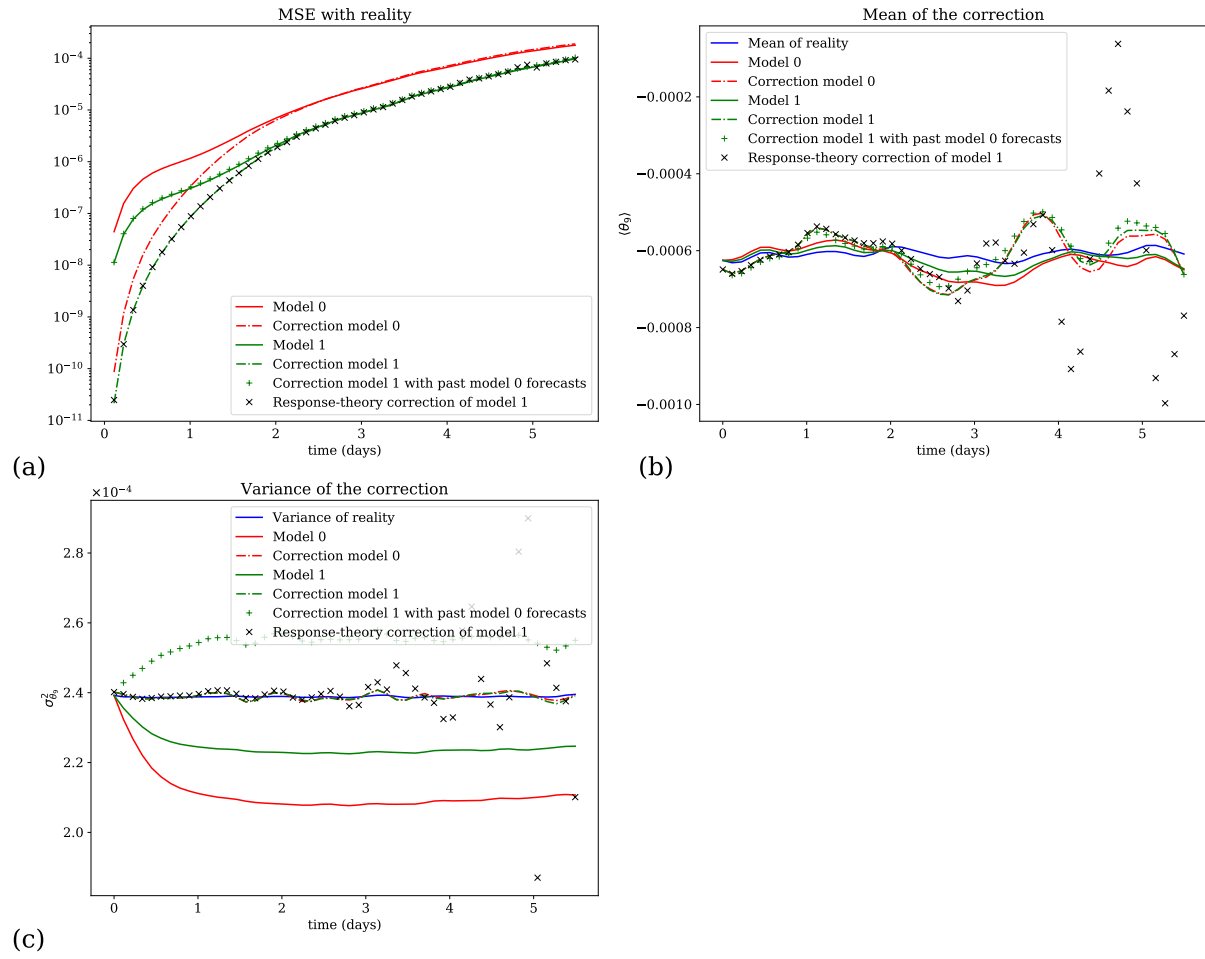 MSE with reality
10⁻⁴
10⁻⁵
10⁻⁶
10⁻⁷
10⁻⁸
10⁻⁹
10⁻¹⁰
10⁻¹¹
Model 0
Correction model 0
Model 1
Correction model 1
Correction model 1 with past model 0 forecasts
Response-theory correction of model 1
0 1 2 3 4 5
time (days)
(a)
Mean of the correction
Mean of reality
Model 0
Correction model 0
Model 1
Correction model 1
Correction model 1 with past model 0 forecasts
Response-theory correction of model 1
⟨θ₉⟩
−0.0002
−0.0004
−0.0006
−0.0008
−0.0010
0 1 2 3 4 5
time (days)
(b)
Variance of the correction
×10⁻⁴
Variance of reality
Model 0
Correction model 0
Model 1
Correction model 1
Correction model 1 with past model 0 forecasts
Response-theory correction of model 1
σ²_θ₉
2.8
2.6
2.4
2.2
2.0
0 1 2 3 4 5
time (days)
(c)